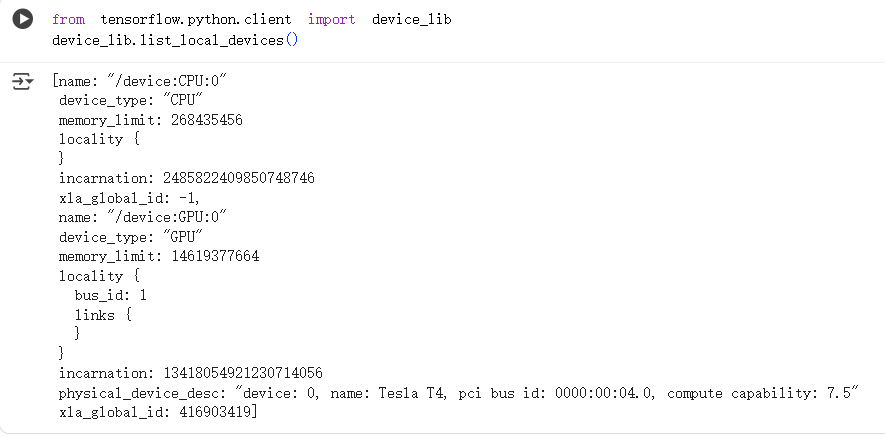 from tensorflow.python.client import device_lib
device_lib.list_local_devices()
[name: "/device:CPU:0"
device_type: "CPU"
memory_limit: 268435456
locality {
}
incarnation: 2485822409850748746
xla_global_id: -1,
name: "/device:GPU:0"
device_type: "GPU"
memory_limit: 14619377664
locality {
bus_id: 1
links {
}
}
incarnation: 13418054921230714056
physical_device_desc: "device: 0, name: Tesla T4, pci bus id: 0000:00:04.0, compute capability: 7.5"
xla_global_id: 416903419]